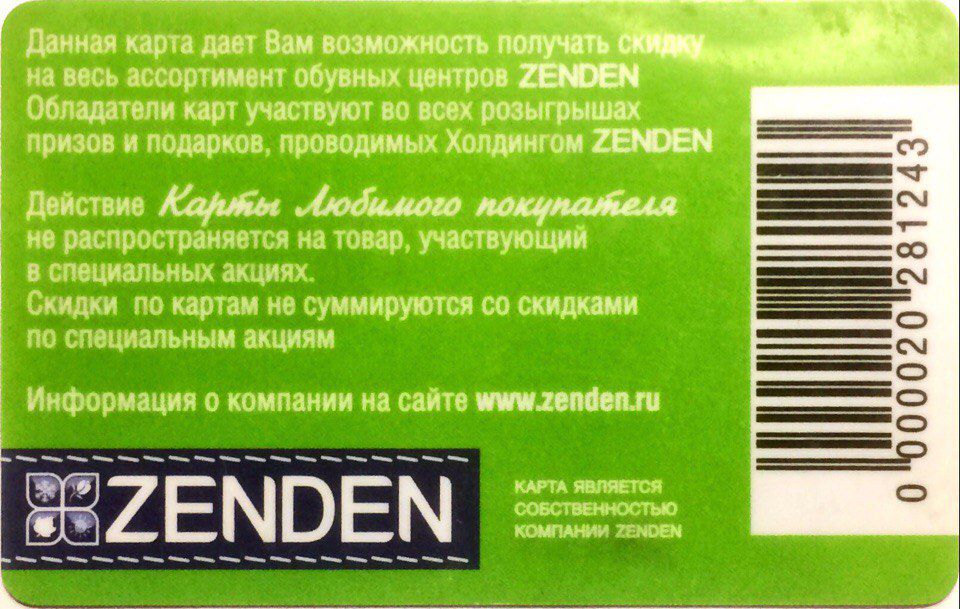 Данная карта дает Вам возможность получать скидку
на весь ассортимент обувных центров ZENDEN
Обладатели карт участвуют во всех розыгрышах
призов и подарков, проводимых Холдингом ZENDEN
Действие Карты Любимого покупателя
не распространяется на товар, участвующий
в специальных акциях.
Скидки по картам не суммируются со скидками
по специальным акциям
Информация о компании на сайте www.zenden.ru
ZENDEN
КАРТА ЯВЛЯЕТСЯ
СОБСТВЕННОСТЬЮ
КОМПАНИИ ZENDEN
0 000020 281243